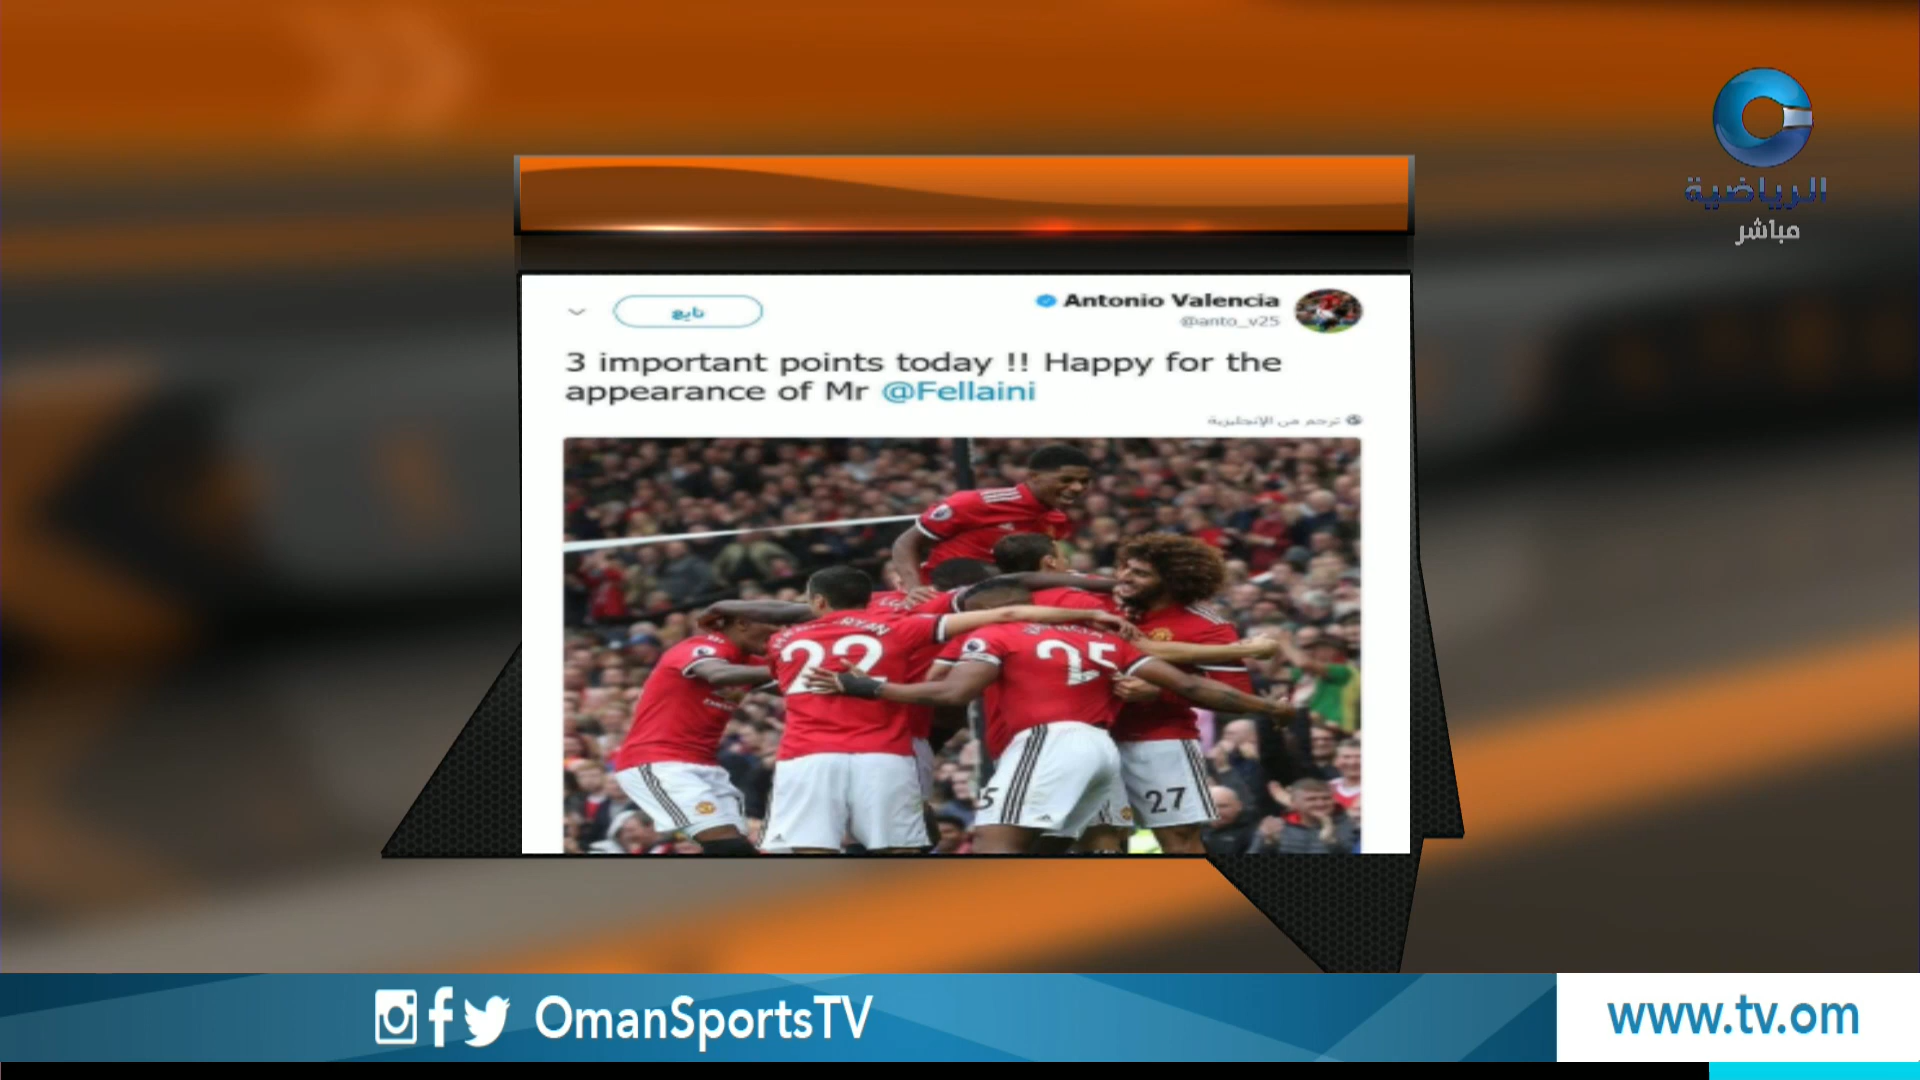 الرياضية
مباشر
Antonio Valencia
@anto_v25
تابع
3 important points today !! Happy for the
appearance of Mr @Fellaini
ترجم من الإنجليزية
22
25
5
27
OmanSportsTV
www.tv.om